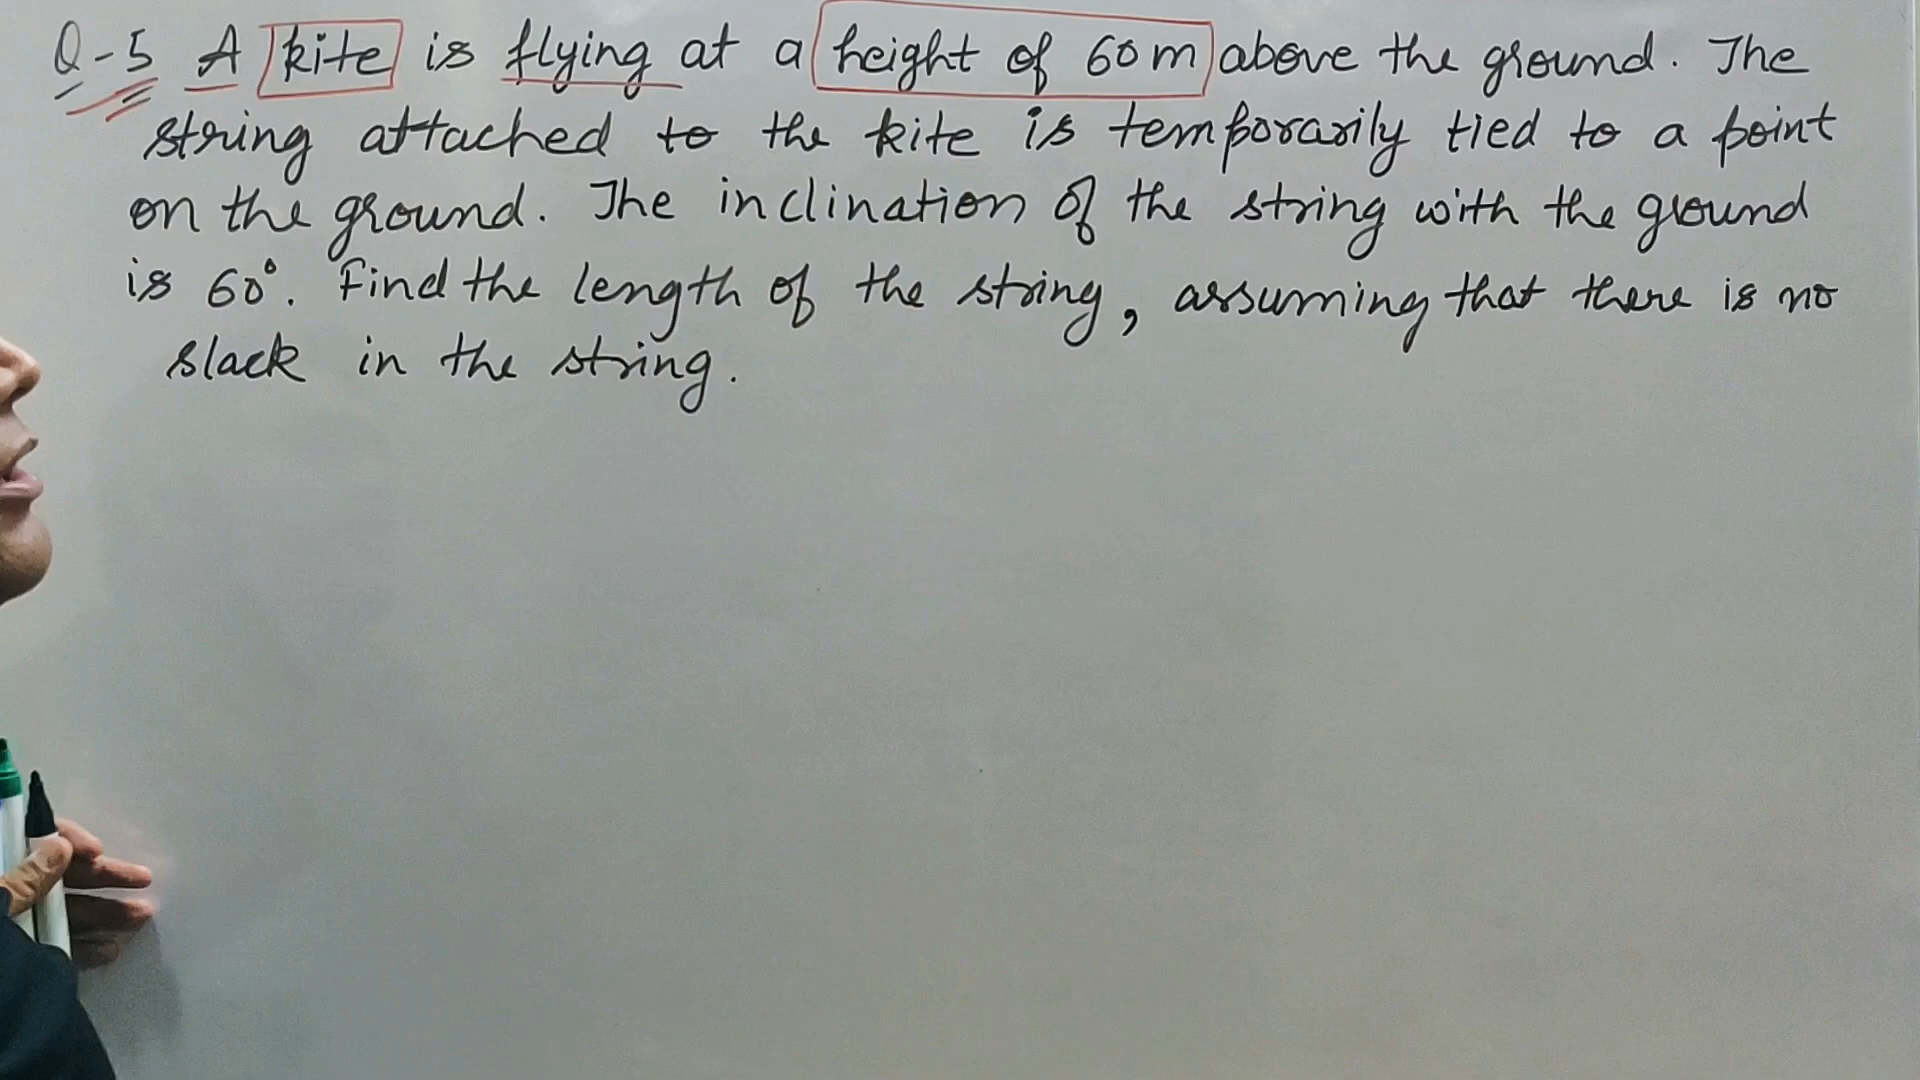 Q-5 A kite is flying at a height of 60m above the ground. The
string attached to the kite is temporarily tied to a point
on the ground. The inclination of the string with the ground
is 60°. Find the length of the string, assuming that there is no
slack in the string.